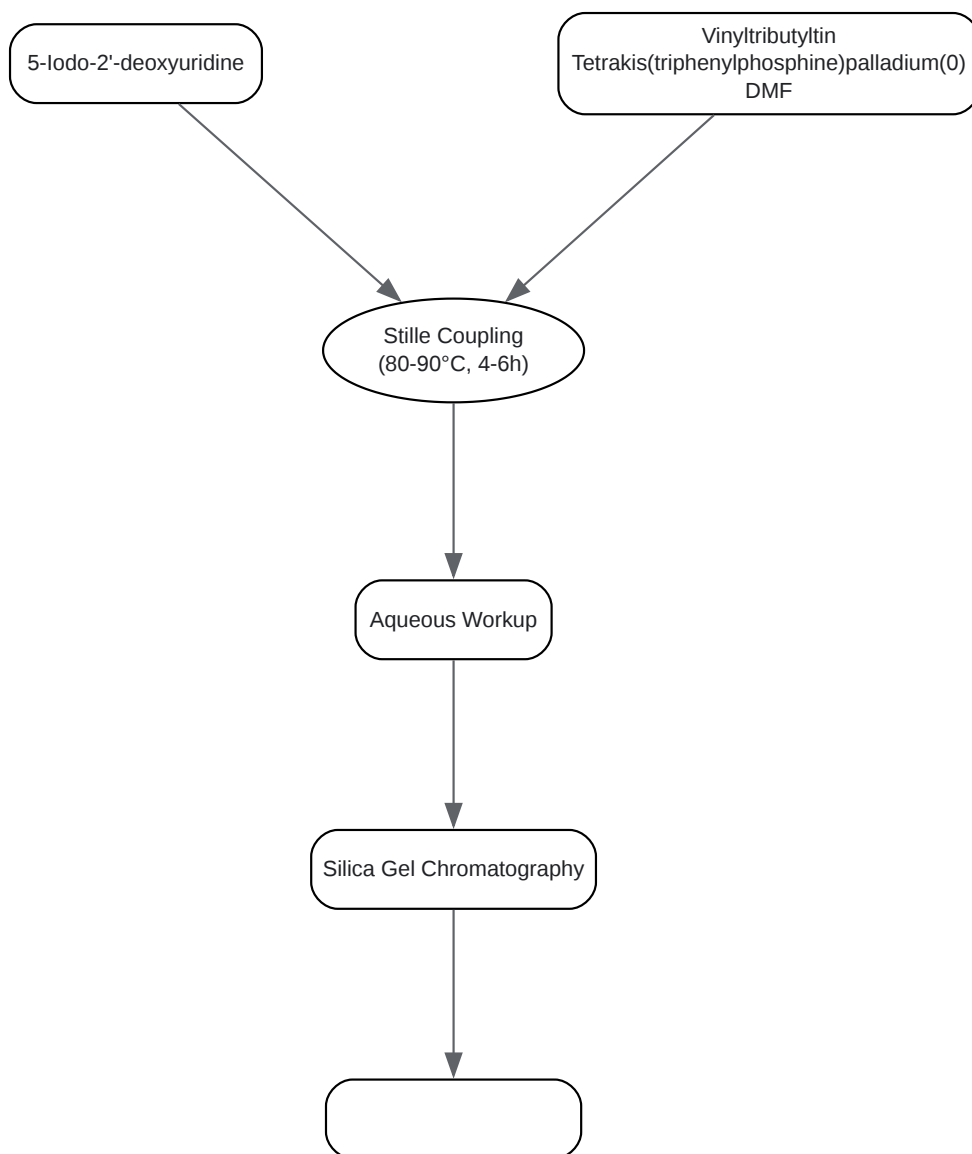 5-Iodo-2'-deoxyuridine
Vinyltributyltin
Tetrakis(triphenylphosphine)palladium(0)
DMF
Stille Coupling
(80-90°C, 4-6h)
Aqueous Workup
Silica Gel Chromatography